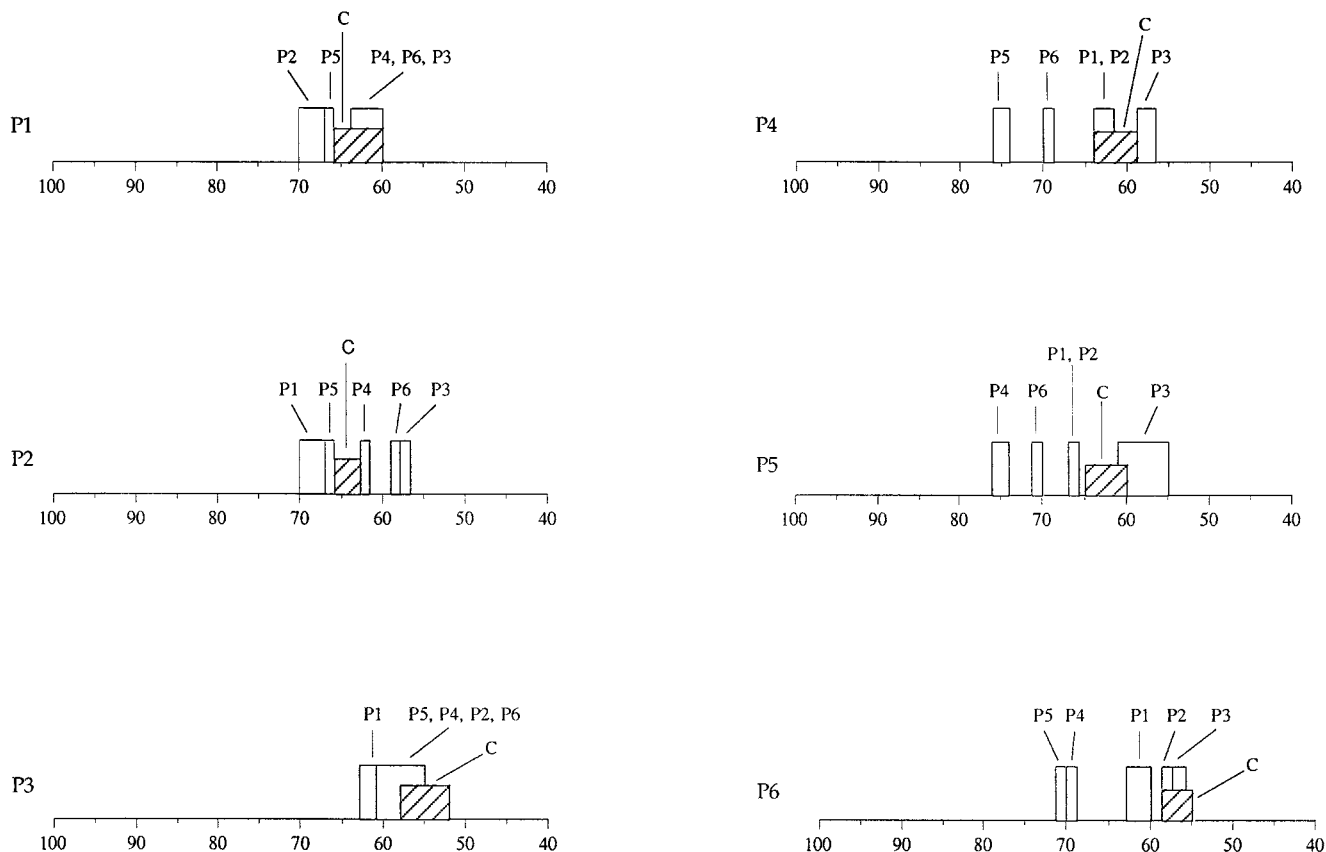 C
P2 P5 P4, P6, P3
P1
100 90 80 70 60 50 40
C
P5 P6 P1, P2 P3
P4
100 90 80 70 60 50 40
C
P1 P5 P4 P6 P3
P2
100 90 80 70 60 50 40
P1, P2
P4 P6 C P3
P5
100 90 80 70 60 50 40
P1 P5, P4, P2, P6
C
P3
100 90 80 70 60 50 40
P5 P4 P1 P2 P3
C
P6
100 90 80 70 60 50 40